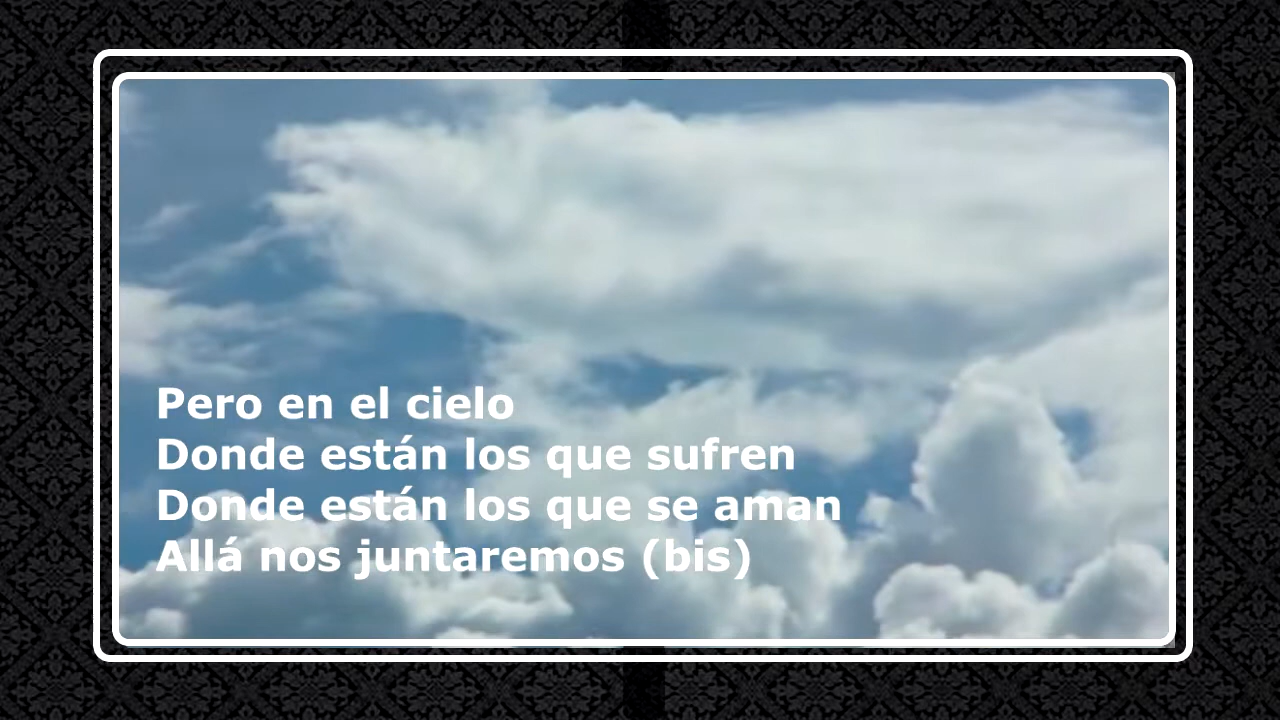 Pero en el cielo
Donde están los que sufren
Donde están los que se aman
Allá nos juntaremos (bis)